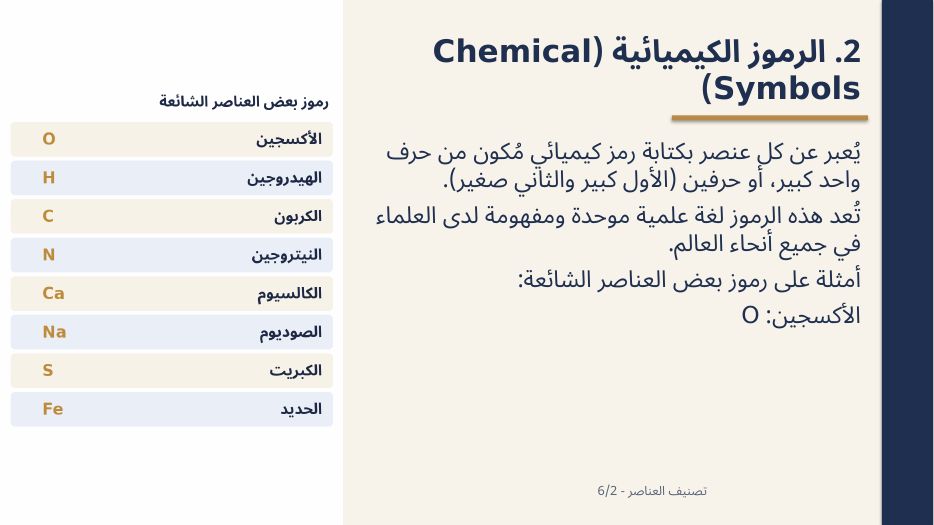 2. الرموز الكيميائية (Chemical
Symbols)
يُعبر عن كل عنصر بكتابة رمز كيميائي مُكون من حرف
واحد كبير، أو حرفين (الأول كبير والثاني صغير).
تُعد هذه الرموز لغة علمية موحدة ومفهومة لدى العلماء
في جميع أنحاء العالم.
أمثلة على رموز بعض العناصر الشائعة:
الأكسجين: O
رموز بعض العناصر الشائعة
الأكسجين O
الهيدروجين H
الكربون C
النيتروجين N
الكالسيوم Ca
الصوديوم Na
الكبريت S
الحديد Fe
تصنيف العناصر - 6/2